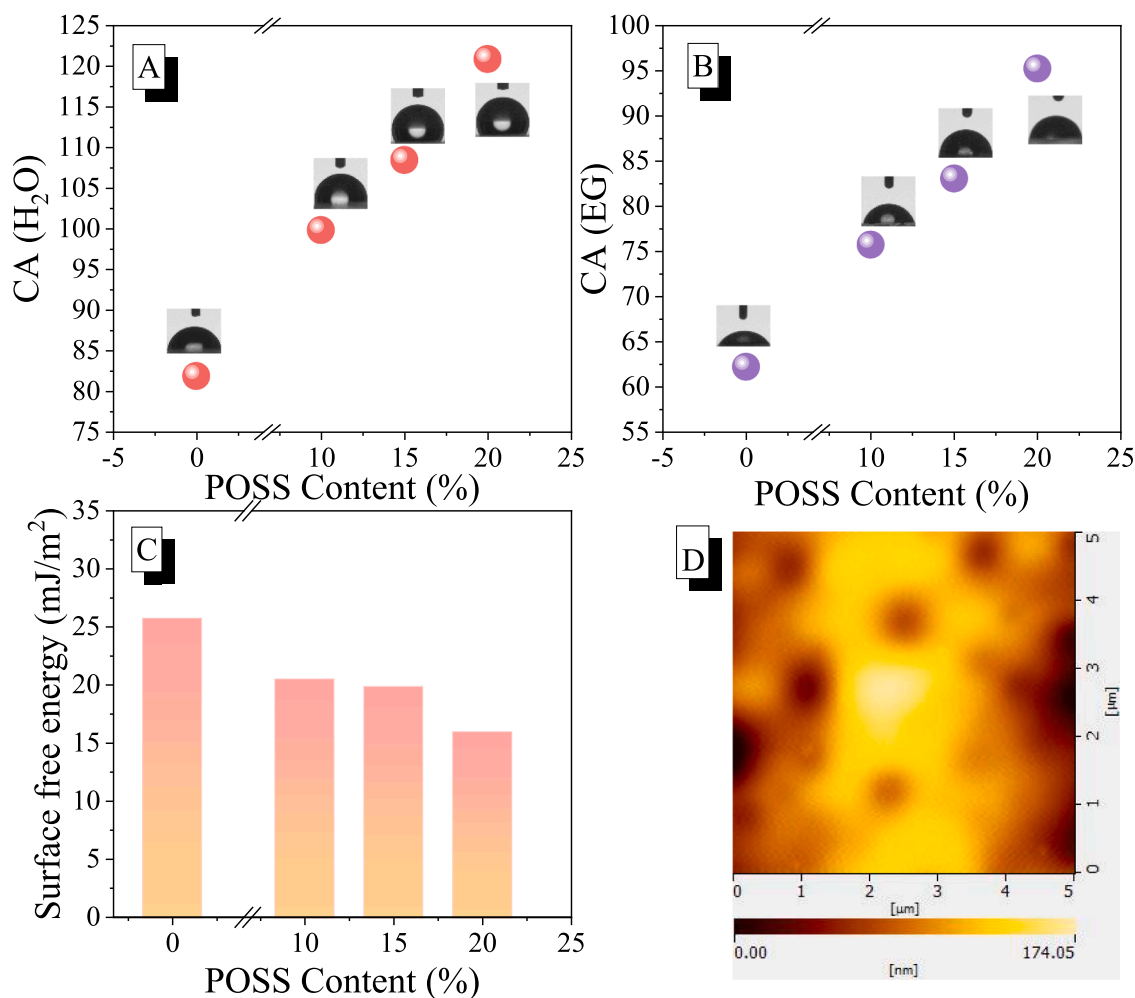 A
CA (H₂O)
125
120
115
110
105
100
95
90
85
80
75
-5 0 10 15 20 25
POSS Content (%)
B
CA (EG)
100
95
90
85
80
75
70
65
60
55
-5 0 10 15 20 25
POSS Content (%)
C
Surface free energy (mJ/m²)
35
30
25
20
15
10
5
0
0 10 15 20 25
POSS Content (%)
D
5
4
3
2
1
0
[µm]
0 1 2 3 4 5
[µm]
0.00 174.05
[nm]